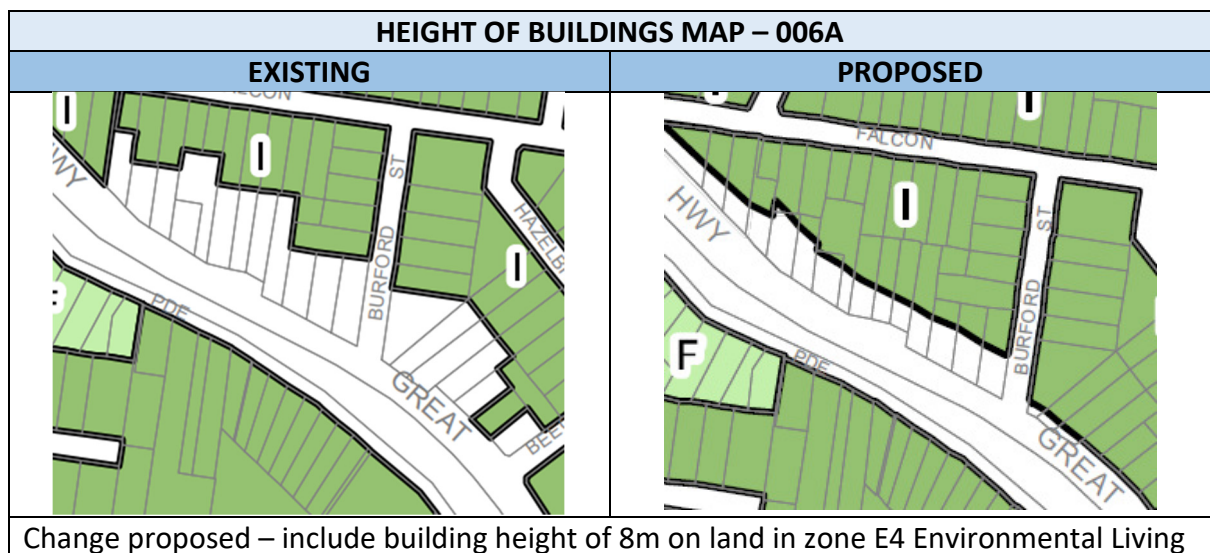 HEIGHT OF BUILDINGS MAP – 006A
EXISTING
PROPOSED
I
I
HWY
ST
BURFORD
I
PDE
GREAT
I
FALCON
I
HWY
ST
BURFORD
F
PDE
GREAT
Change proposed – include building height of 8m on land in zone E4 Environmental Living